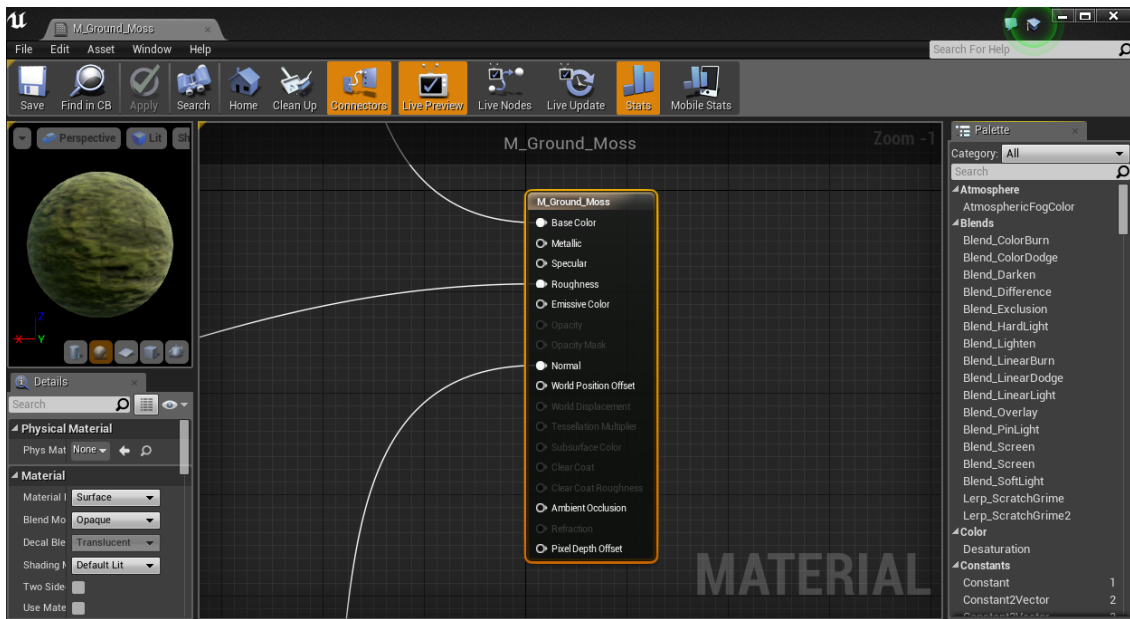 M_Ground_Moss
File Edit Asset Window Help
Search For Help
Save Find in CB Apply Search Home Clean Up Connectors Live Preview Live Nodes Live Update Stats Mobile Stats
Perspective Lit Sh
M_Ground_Moss
Zoom -1
Z
X Y
M_Ground_Moss
Base Color
Metallic
Specular
Roughness
Emissive Color
Opacity
Opacity Mask
Normal
World Position Offset
World Displacement
Tessellation Multiplier
Subsurface Color
Clear Coat
Clear Coat Roughness
Ambient Occlusion
Refraction
Pixel Depth Offset
MATERIAL
Details
Search
Physical Material
Phys Mat None
Material
Material I Surface
Blend Mo Opaque
Decal Ble Translucent
Shading M Default Lit
Two Side
Use Mate
Palette
Category: All
Search
Atmosphere
AtmosphericFogColor
Blends
Blend_ColorBurn
Blend_ColorDodge
Blend_Darken
Blend_Difference
Blend_Exclusion
Blend_HardLight
Blend_Lighten
Blend_LinearBurn
Blend_LinearDodge
Blend_LinearLight
Blend_Overlay
Blend_PinLight
Blend_Screen
Blend_Screen
Blend_SoftLight
Lerp_ScratchGrime
Lerp_ScratchGrime2
Color
Desaturation
Constants
Constant 1
Constant2Vector 2